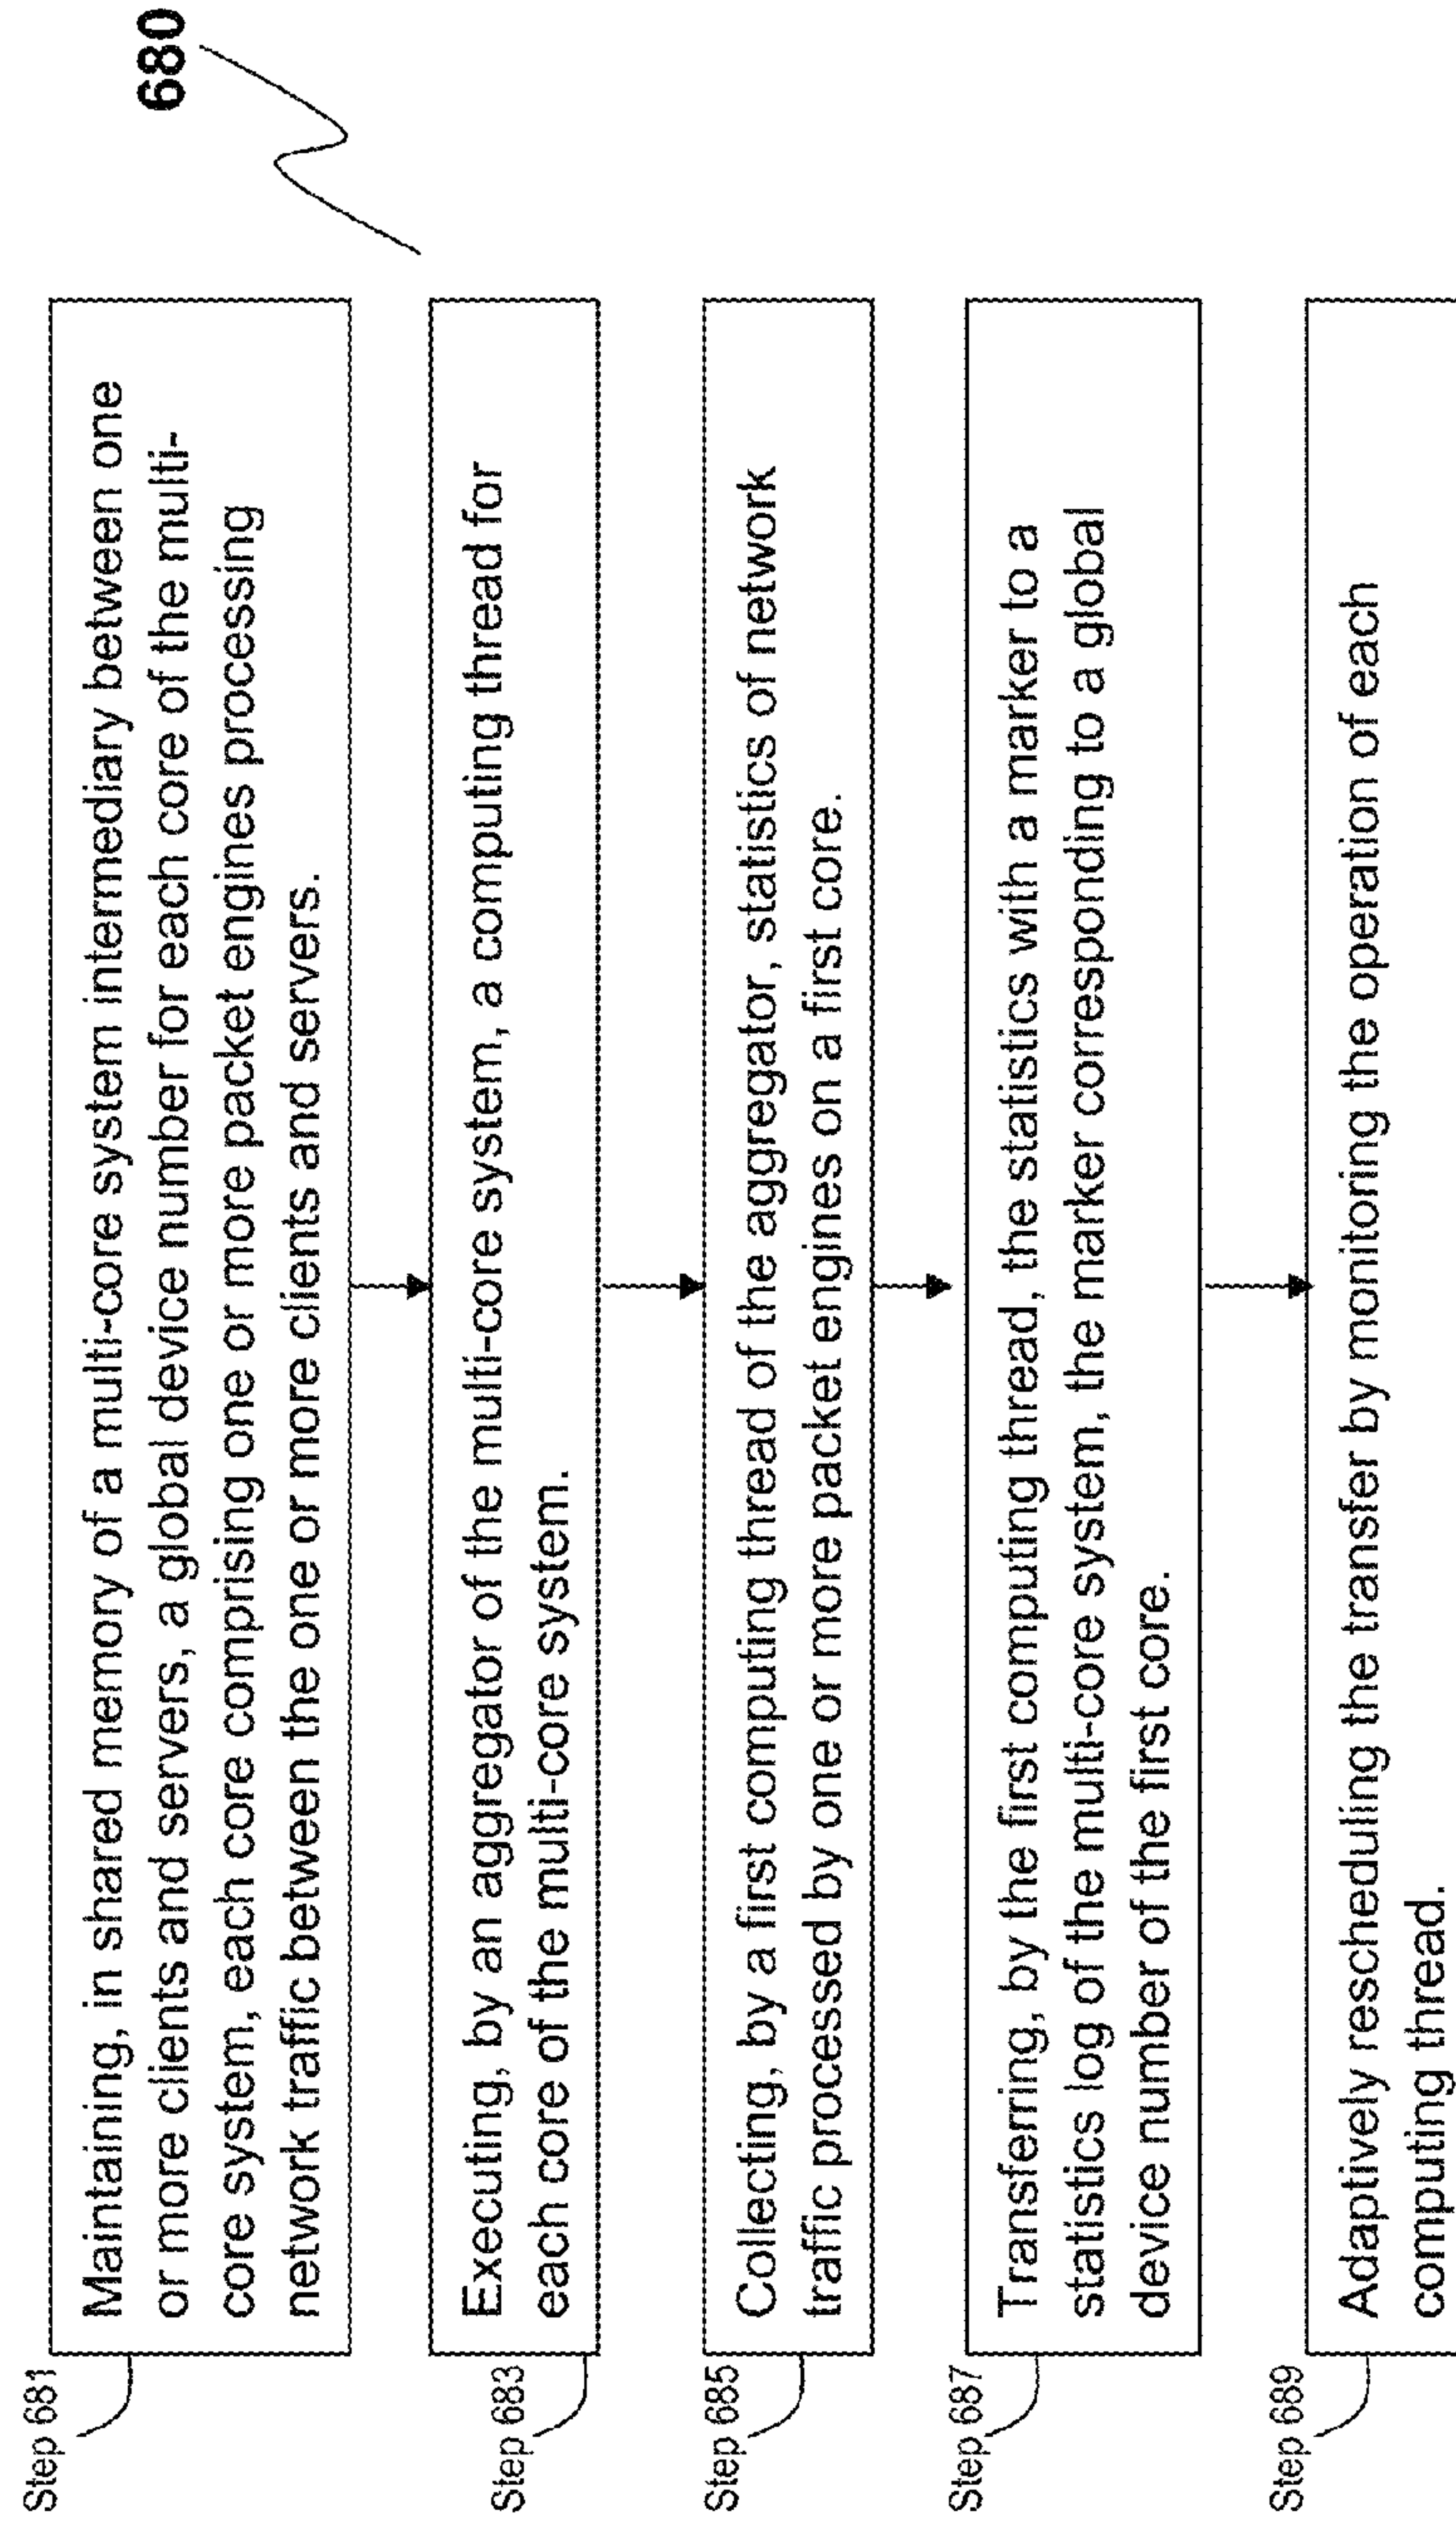 680
Step 681
Maintaining, in shared memory of a multi-core system intermediary between one
or more clients and servers, a global device number for each core of the multi-
core system, each core comprising one or more packet engines processing
network traffic between the one or more clients and servers.
Step 683
Executing, by an aggregator of the multi-core system, a computing thread for
each core of the multi-core system.
Step 685
Collecting, by a first computing thread of the aggregator, statistics of network
traffic processed by one or more packet engines on a first core.
Step 687
Transferring, by the first computing thread, the statistics with a marker to a
statistics log of the multi-core system, the marker corresponding to a global
device number of the first core.
Step 689
Adaptively rescheduling the transfer by monitoring the operation of each
computing thread.